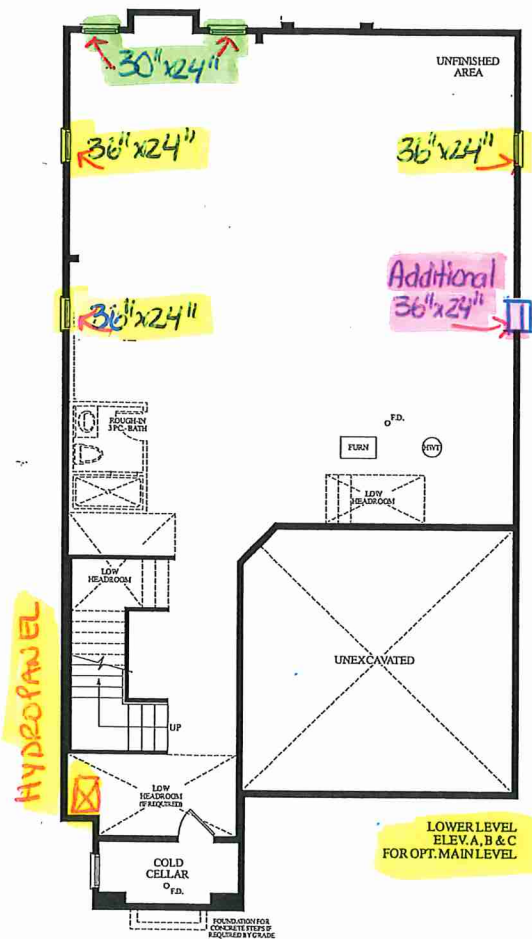 30"x24"
UNFINISHED
AREA
36"x24"
36"x24"
Additional
36"x24"
36"x24"
ROUGH-IN
3 PC. BATH
F.D.
FURN
HWT
LOW
HEADROOM
LOW
HEADROOM
UNEXCAVATED
HYDROPANEL
UP
LOW
HEADROOM
(IF REQUIRED)
LOWER LEVEL
ELEV. A, B & C
FOR OPT. MAIN LEVEL
COLD
CELLAR
F.D.
FOUNDATION FOR
CONCRETE STEPS IF
REQUIRED BY GRADE